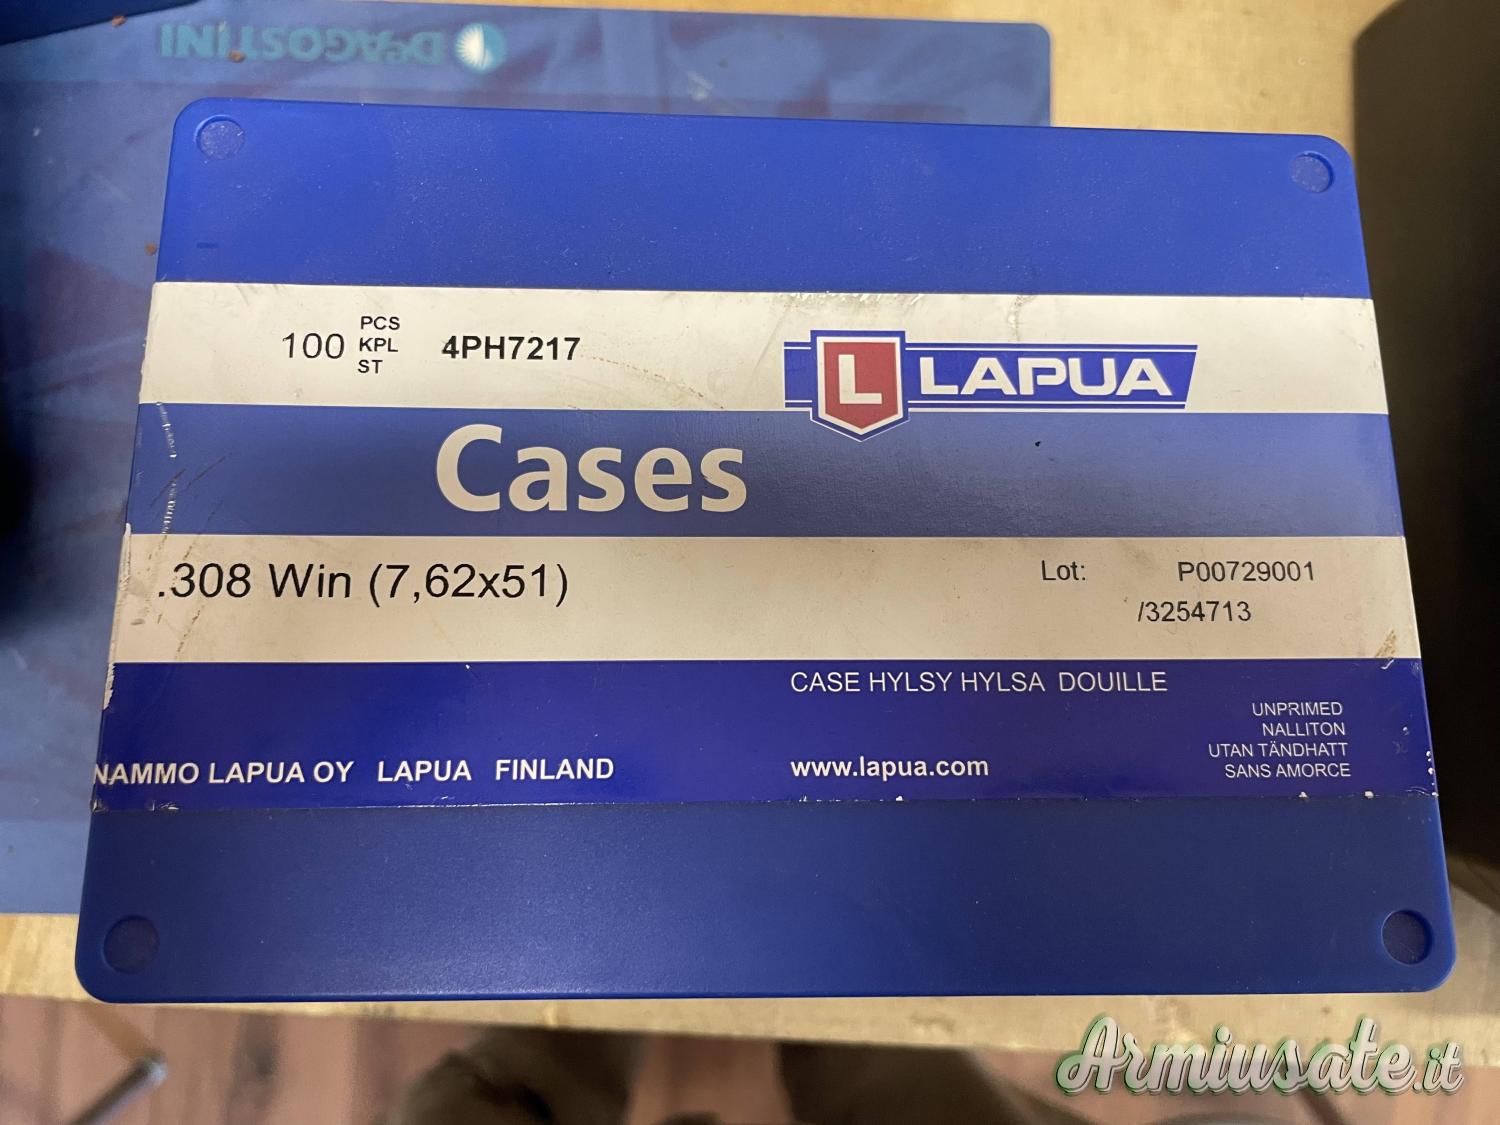 DeAGOSTINI
100 PCS KPL ST 4PH7217
L LAPUA
Cases
.308 Win (7,62x51)
Lot: P00729001
/3254713
CASE HYLSY HYLSA DOUILLE
UNPRIMED
NALLITON
UTAN TÄNDHATT
SANS AMORCE
NAMMO LAPUA OY LAPUA FINLAND
www.lapua.com
Armiusate.it